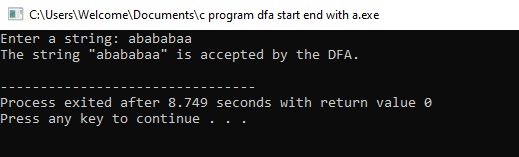 C:\Users\Welcome\Documents\c program dfa start end with a.exe
Enter a string: abababaa
The string "abababaa" is accepted by the DFA.
--------------------------------
Process exited after 8.749 seconds with return value 0
Press any key to continue . . .